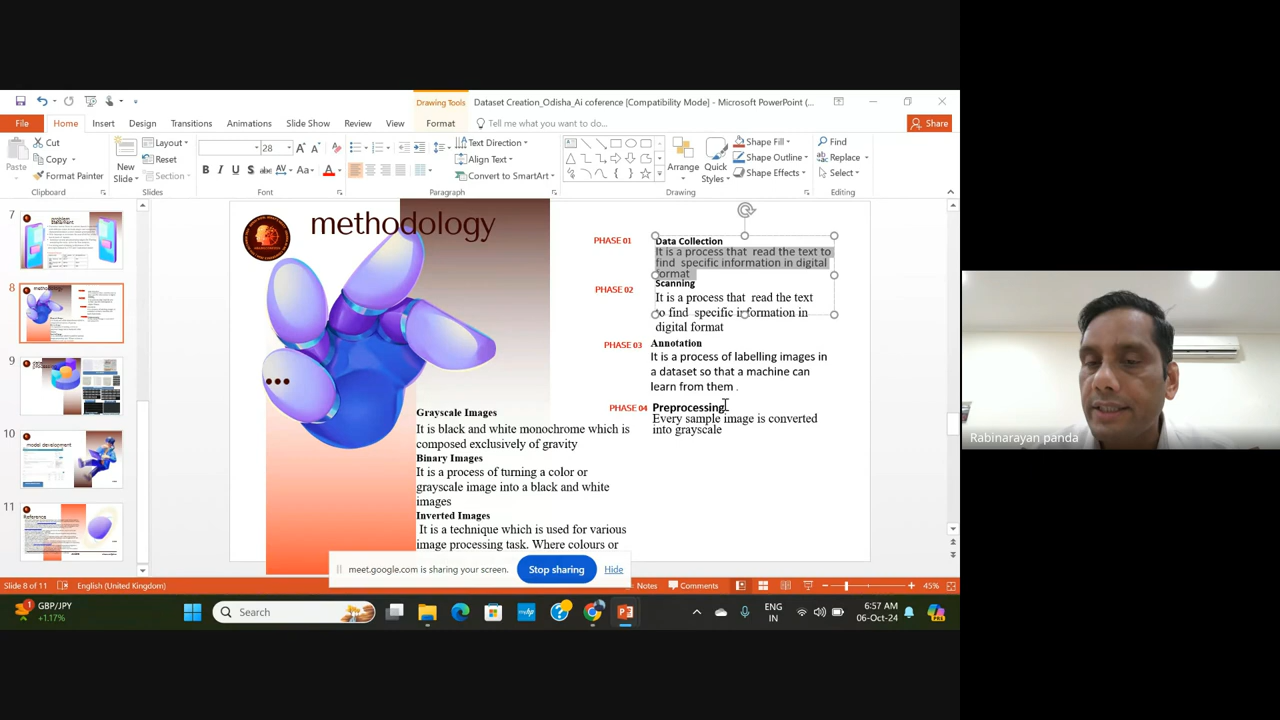 Drawing Tools
Dataset Creation_Odisha_Ai coference [Compatibility Mode] - Microsoft PowerPoint (...
File Home Insert Design Transitions Animations Slide Show Review View Format Tell me what you want to do... Share
Paste
Cut
Copy
Format Painter
Clipboard
New Slide
Layout
Reset
Section
Slides
28
B I U S abc AV Aa A
Font
Text Direction
Align Text
Convert to SmartArt
Paragraph
Arrange
Quick Styles
Shape Fill
Shape Outline
Shape Effects
Drawing
Find
Replace
Select
Editing
7
8
9
10
model development
11
Reference
methodology
PHASE 01
Data Collection
It is a process that read the text to
find specific information in digital
format
PHASE 02
Scanning
It is a process that read the text
to find specific information in
digital format
PHASE 03
Annotation
It is a process of labelling images in
a dataset so that a machine can
learn from them .
PHASE 04
Preprocessing
Every sample image is converted
into grayscale
Grayscale Images
It is black and white monochrome which is
composed exclusively of gravity
Binary Images
It is a process of turning a color or
grayscale image into a black and white
images
Inverted Images
It is a technique which is used for various
image processing task. Where colours or
meet.google.com is sharing your screen. Stop sharing Hide
Slide 8 of 11 English (United Kingdom) Notes Comments 45%
GBP/JPY
+1.17%
Search
ENG
IN
6:57 AM
06-Oct-24
Rabinarayan panda